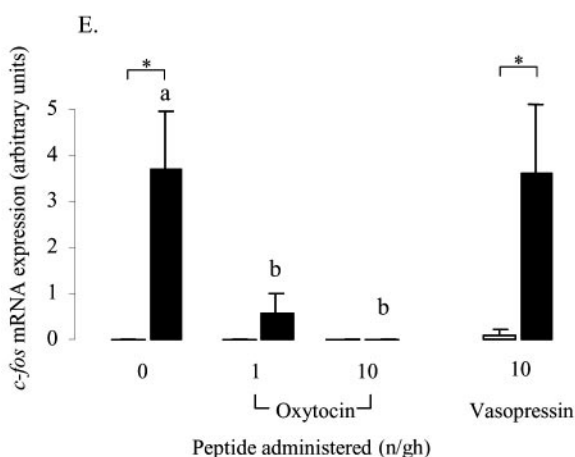 E.
*
*
a
b
b
c-fos mRNA expression (arbitrary units)
5
4
3
2
1
0
0
1
10
10
Oxytocin
Vasopressin
Peptide administered (n/gh)